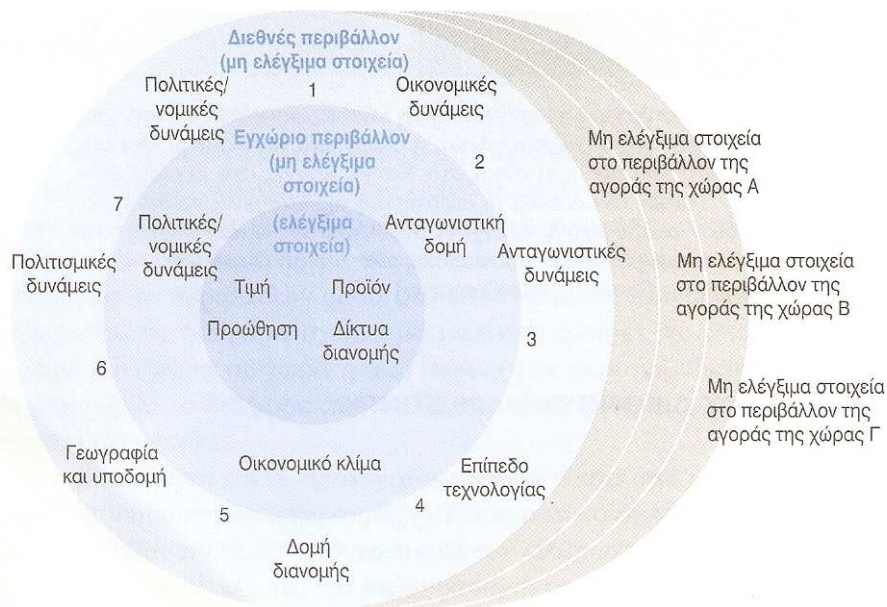 Διεθνές περιβάλλον
(μη ελέγξιμα στοιχεία)
Πολιτικές/
νομικές
δυνάμεις
1
Οικονομικές
δυνάμεις
Εγχώριο περιβάλλον
(μη ελέγξιμα
στοιχεία)
2
Μη ελέγξιμα στοιχεία
στο περιβάλλον της
αγοράς της χώρας Α
7
Πολιτικές/
νομικές
δυνάμεις
(ελέγξιμα
στοιχεία)
Ανταγωνιστική
δομή
Πολιτισμικές
δυνάμεις
Ανταγωνιστικές
δυνάμεις
Τιμή
Προϊόν
Μη ελέγξιμα στοιχεία
στο περιβάλλον της
αγοράς της χώρας Β
Προώθηση
Δίκτυα
διανομής
3
6
Μη ελέγξιμα στοιχεία
στο περιβάλλον της
αγοράς της χώρας Γ
Γεωγραφία
και υποδομή
Οικονομικό κλίμα
Επίπεδο
τεχνολογίας
5
4
Δομή
διανομής